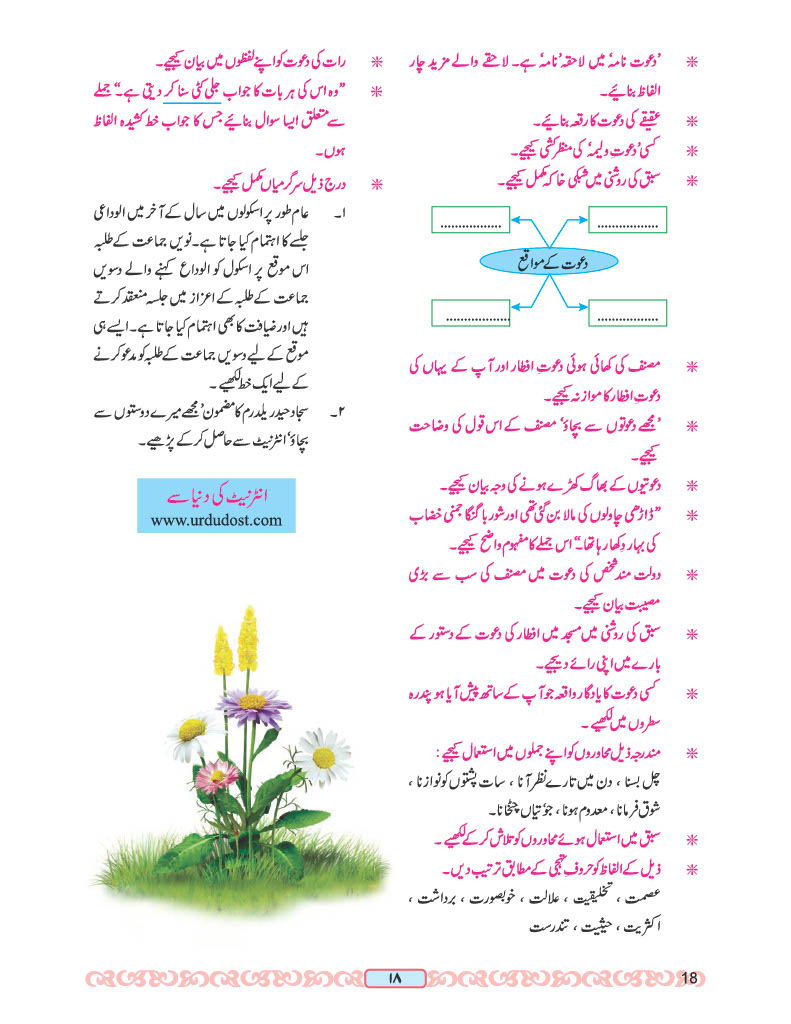 * ’دعوت نامہ‘ میں لاحقہ ’نامہ‘ ہے۔ لاحقے والے مزید چار
الفاظ بنائیے۔
* عقیقے کی دعوت کا رقعہ بنائیے۔
* کسی ’دعوتِ ولیمہ‘ کی منظر کشی کیجیے۔
* سبق کی روشنی میں شبکی خاکہ مکمل کیجیے۔
.................
.................
دعوت کے مواقع
.................
.................
* مصنف کی کھائی ہوئی دعوتِ افطار اور آپ کے یہاں کی
دعوتِ افطار کا موازنہ کیجیے۔
* ’مجھے دعوتوں سے بچاؤ‘ مصنف کے اس قول کی وضاحت
کیجیے۔
* دعوتیوں کے بھاگ کھڑے ہونے کی وجہ بیان کیجیے۔
* ”ڈاڑھی چاولوں کی مالا بن گئی تھی اور شوربا گنگا جمنی خضاب
کی بہار دکھا رہا تھا۔“ اس جملے کا مفہوم واضح کیجیے۔
* دولت مند شخص کی دعوت میں مصنف کی سب سے بڑی
مصیبت بیان کیجیے۔
* سبق کی روشنی میں مسجد میں افطار کی دعوت کے دستور کے
بارے میں اپنی رائے دیجیے۔
* کسی دعوت کا یادگار واقعہ جو آپ کے ساتھ پیش آیا ہو پندرہ
سطروں میں لکھیے۔
* مندرجہ ذیل محاوروں کو اپنے جملوں میں استعمال کیجیے :
چل بسنا ، دن میں تارے نظر آنا ، سات پشتوں کو نوازنا ،
شوق فرمانا ، معدوم ہونا ، جوٗتیاں چٹخانا۔
* سبق میں استعمال ہوئے محاوروں کو تلاش کر کے لکھیے۔
* ذیل کے الفاظ کو حروفِ تہجی کے مطابق ترتیب دیں۔
عصمت ، تخلیقیت ، علالت ، خوبصورت ، برداشت ،
اکثریت ، حیثیت ، تندرست
* رات کی دعوت کو اپنے لفظوں میں بیان کیجیے۔
* ”وہ اس کی ہر بات کا جواب جلی کٹی سنا کر دیتی ہے۔“ جملے
سے متعلق ایسا سوال بنائیے جس کا جواب خط کشیدہ الفاظ
ہوں۔
* درج ذیل سرگرمیاں مکمل کیجیے۔
۱۔ عام طور پر اسکولوں میں سال کے آخر میں الوداعی
جلسے کا اہتمام کیا جاتا ہے۔ نویں جماعت کے طلبہ
اس موقع پر اسکول کو الوداع کہنے والے دسویں
جماعت کے طلبہ کے اعزاز میں جلسہ منعقد کرتے
ہیں اور ضیافت کا بھی اہتمام کیا جاتا ہے۔ ایسے ہی
موقع کے لیے دسویں جماعت کے طلبہ کو مدعو کرنے
کے لیے ایک خط لکھیے۔
۲۔ سجاد حیدر یلدرم کا مضمون ’مجھے میرے دوستوں سے
بچاؤ‘ انٹرنیٹ سے حاصل کر کے پڑھیے۔
انٹرنیٹ کی دنیا سے
www.urdudost.com
۱۸
18